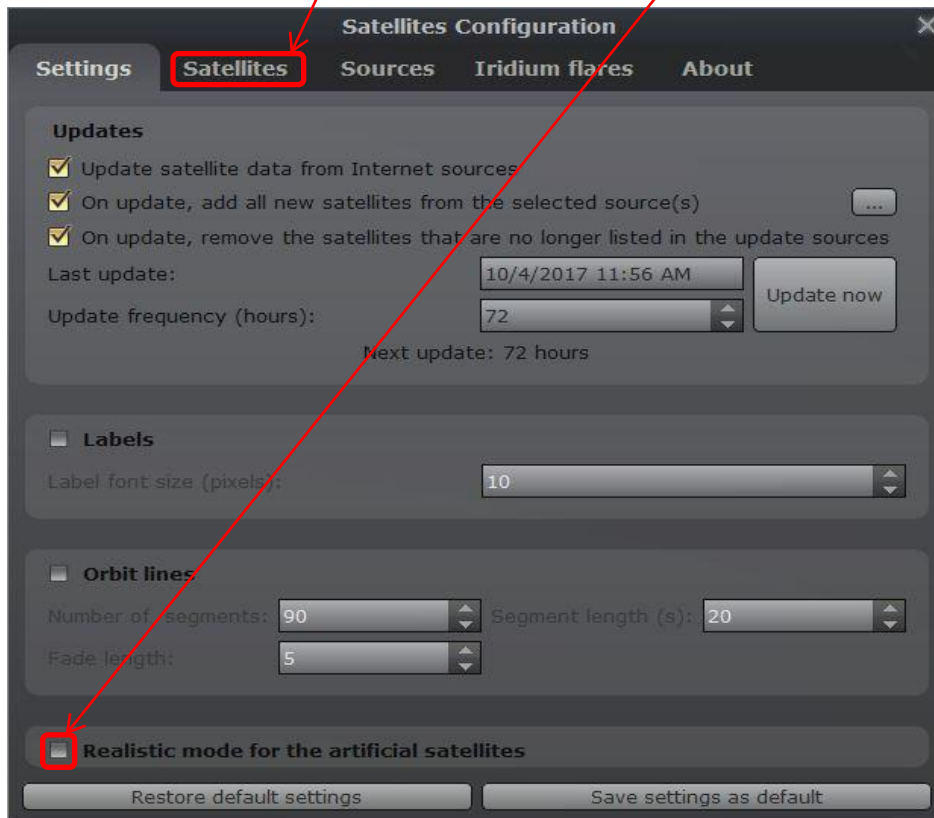 Satellites Configuration
Settings Satellites Sources Iridium flares About
Updates
Update satellite data from Internet sources
On update, add all new satellites from the selected source(s) ...
On update, remove the satellites that are no longer listed in the update sources
Last update: 10/4/2017 11:56 AM Update now
Update frequency (hours): 72
Next update: 72 hours
Labels
Label font size (pixels): 10
Orbit lines
Number of segments: 90 Segment length (s): 20
Fade length: 5
Realistic mode for the artificial satellites
Restore default settings Save settings as default